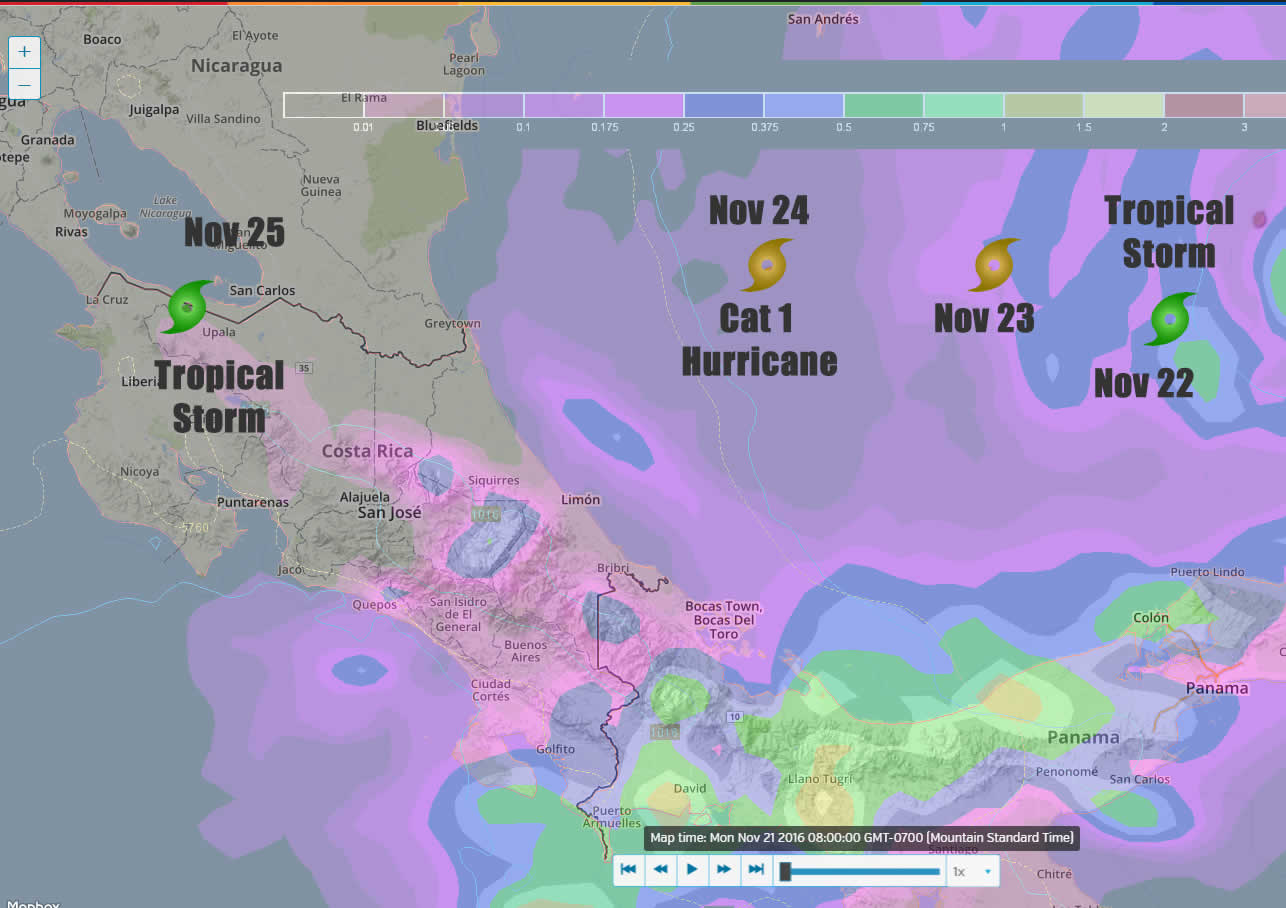 San Andrés
Boaco
El Ayote
Nicaragua
Pearl
Lagoon
+
−
El Rama
Juigalpa
Villa Sandino
Bluefields
0.01
0.1
0.175
0.25
0.375
0.5
0.75
1
1.5
2
3
Granada
Nueva
Guinea
Lake
Nicaragua
Moyogalpa
Rivas
Nov 25
San
Miguelito
Nov 24
Tropical
Storm
La Cruz
San Carlos
Upala
Greytown
Cat 1
Hurricane
Nov 23
Nov 22
35
Liberia
Tropical
Storm
Costa Rica
Nicoya
Siquirres
Puntarenas
Alajuela
San José
Limón
1016
5760
Jacó
Bribri
Puerto Lindo
Quepos
San Isidro
de El
General
Bocas Town,
Bocas Del
Toro
Colón
Buenos
Aires
Ciudad
Cortés
Panama
10
1016
Golfito
Panama
Llano Tugrí
Penonomé
San Carlos
David
Puerto
Armuelles
Map time: Mon Nov 21 2016 08:00:00 GMT-0700 (Mountain Standard Time)
Santiago
1x
Chitré
Mapbox